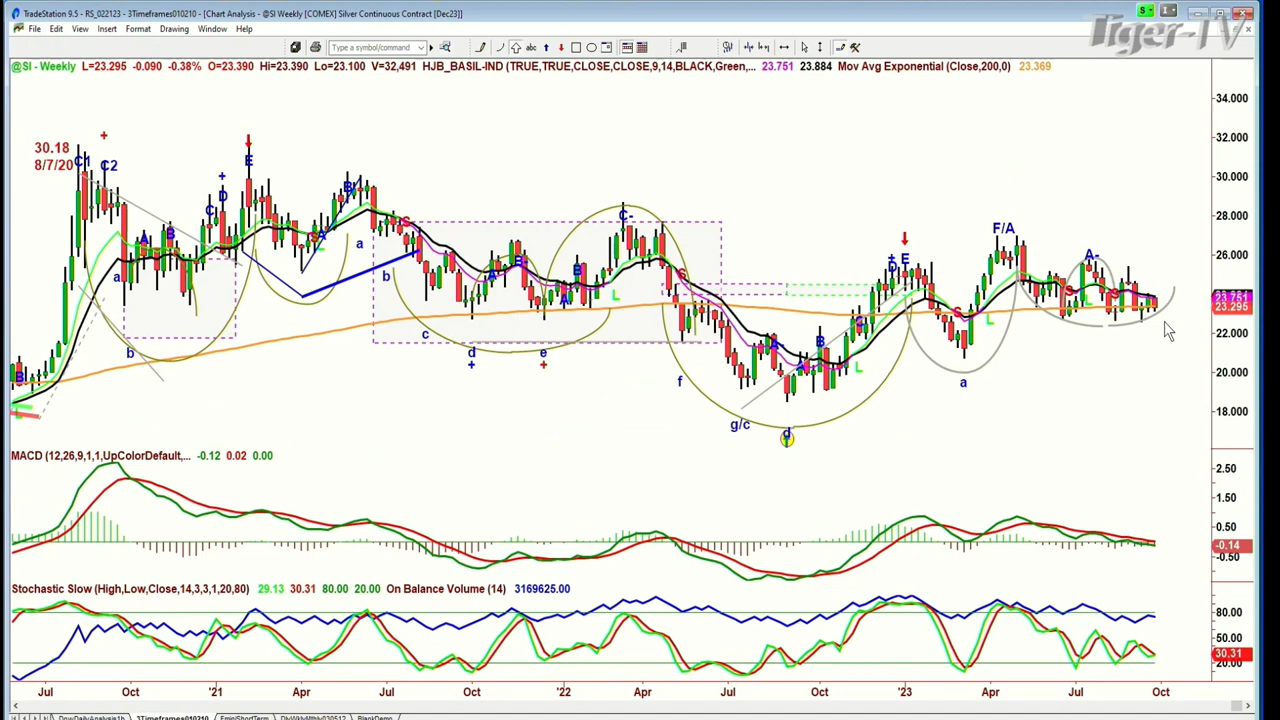 TradeStation 9.5 - RS_022123 - 3Timeframes010210 - [Chart Analysis - @SI Weekly [COMEX] Silver Continuous Contract [Dec23]]
Tiger-TV
File Edit View Insert Format Drawing Window Help
Type a symbol/command
abc
@SI - Weekly L=23.295 -0.090 -0.38% O=23.390 Hi=23.390 Lo=23.100 V=32,491 HJB_BASIL-IND (TRUE,TRUE,CLOSE,CLOSE,9,14,BLACK,Green,... 23.751 23.884 Mov Avg Exponential (Close,200,0) 23.369
34.000
32.000
30.18
8/7/20
C1 C2
E
30.000
D
B
C
28.000
C-
F/A
A B
S A
S
26.000
a
b
A B-
B
S
D E
A-
24.000
23.751
23.295
a
A
L
S
S
S
L
c
d
e
C
L
22.000
b
A-
B
A
L
20.000
B
f
a
18.000
g/c
d
MACD (12,26,9,1,1,UpColorDefault,... -0.12 0.02 0.00
2.50
1.50
0.50
-0.14
-0.50
Stochastic Slow (High,Low,Close,14,3,3,1,20,80) 29.13 30.31 80.00 20.00 On Balance Volume (14) 3169625.00
80.00
50.00
30.31
20.00
Jul Oct '21 Apr Jul Oct '22 Apr Jul Oct '23 Apr Jul Oct
DowDailyAnalysis1b 3Timeframes010210 EminiShortTerm DlyWklyMthly030512 BlankDemo